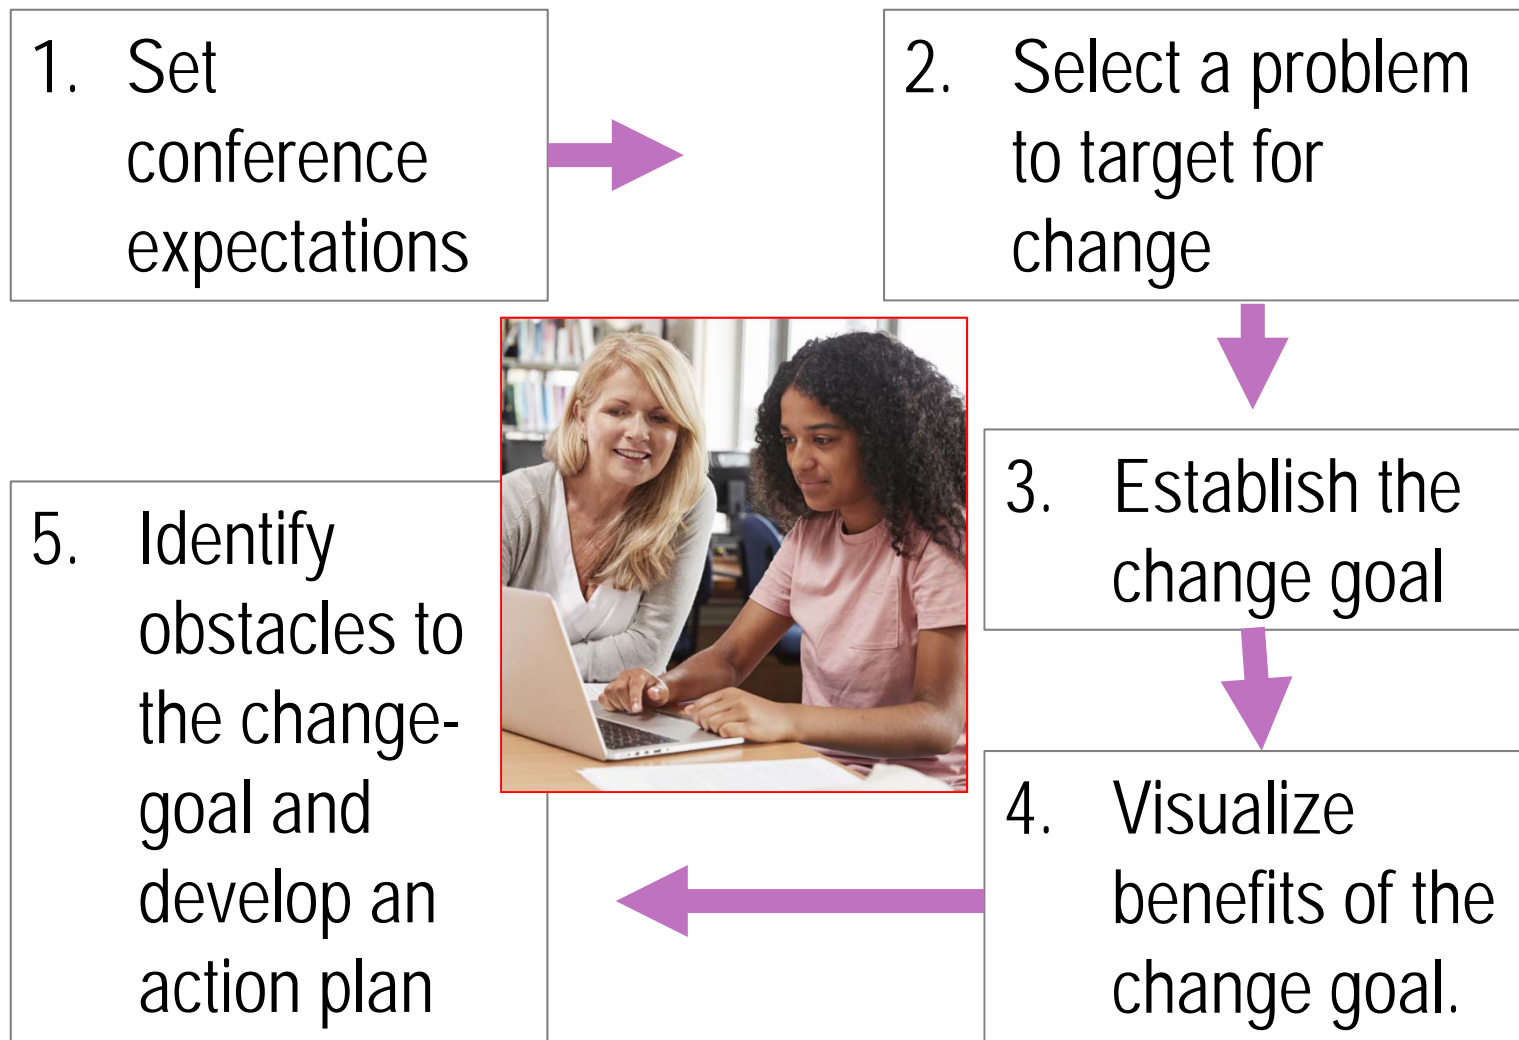 1. Set
conference
expectations
2. Select a problem
to target for
change
3. Establish the
change goal
4. Visualize
benefits of the
change goal.
5. Identify
obstacles to
the change-
goal and
develop an
action plan